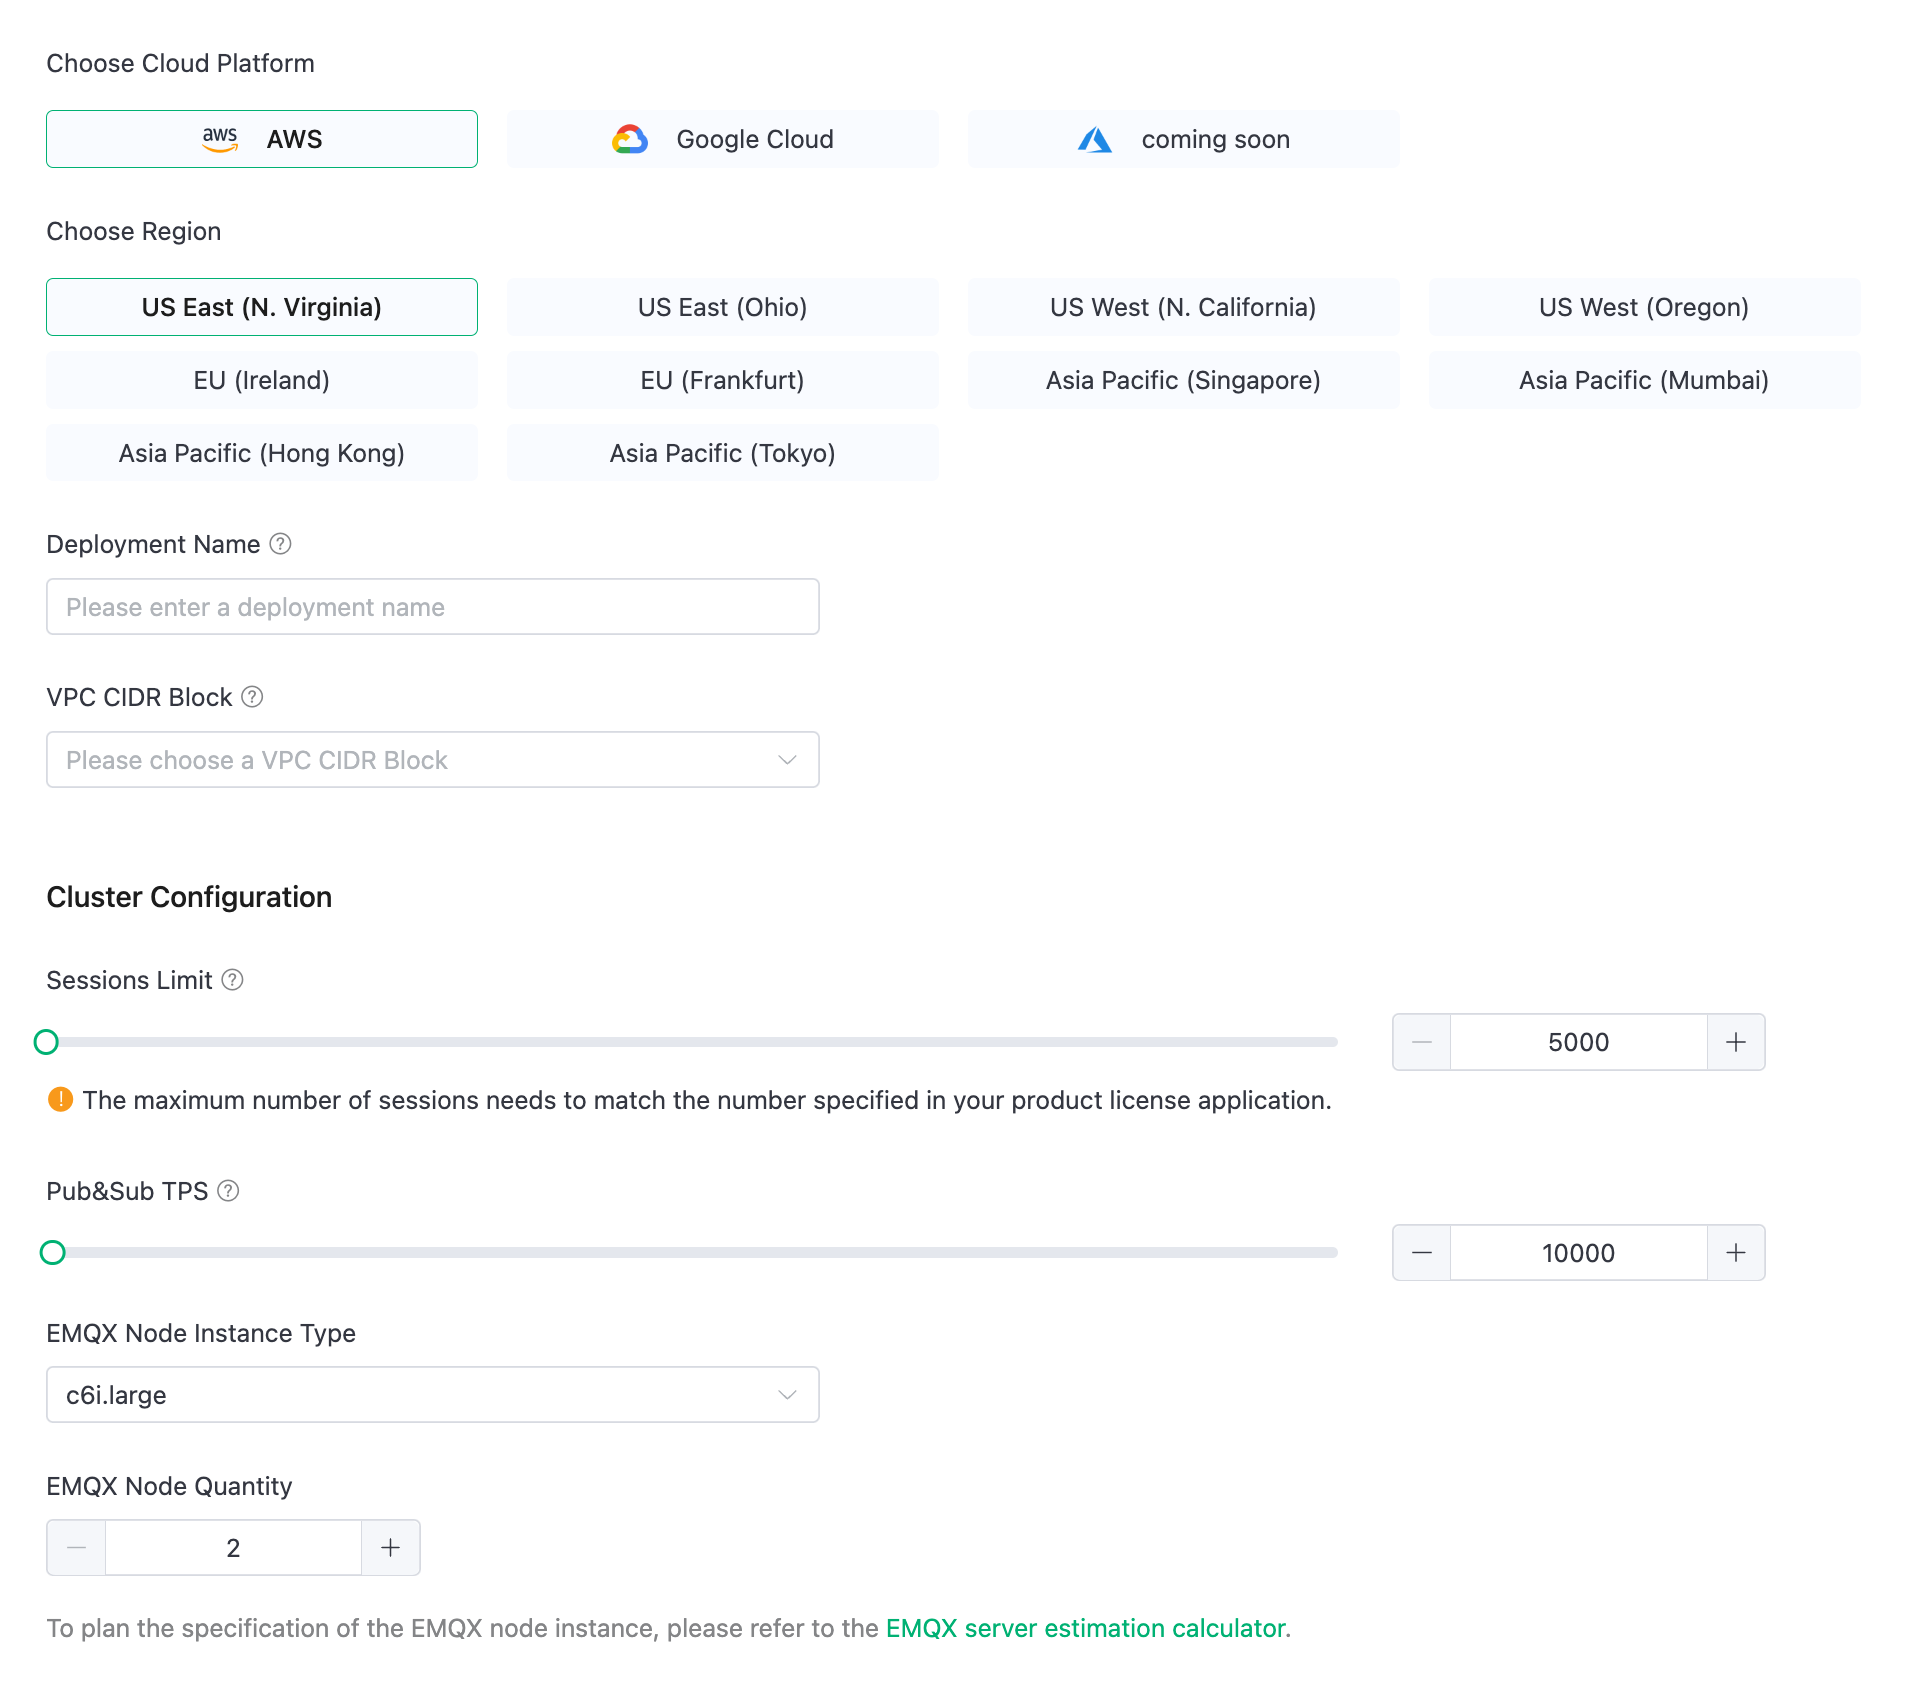 Choose Cloud Platform
aws AWS
Google Cloud
coming soon
Choose Region
US East (N. Virginia)
US East (Ohio)
US West (N. California)
US West (Oregon)
EU (Ireland)
EU (Frankfurt)
Asia Pacific (Singapore)
Asia Pacific (Mumbai)
Asia Pacific (Hong Kong)
Asia Pacific (Tokyo)
Deployment Name ?
Please enter a deployment name
VPC CIDR Block ?
Please choose a VPC CIDR Block
Cluster Configuration
Sessions Limit ?
— 5000 +
! The maximum number of sessions needs to match the number specified in your product license application.
Pub&Sub TPS ?
— 10000 +
EMQX Node Instance Type
c6i.large
EMQX Node Quantity
— 2 +
To plan the specification of the EMQX node instance, please refer to the EMQX server estimation calculator.